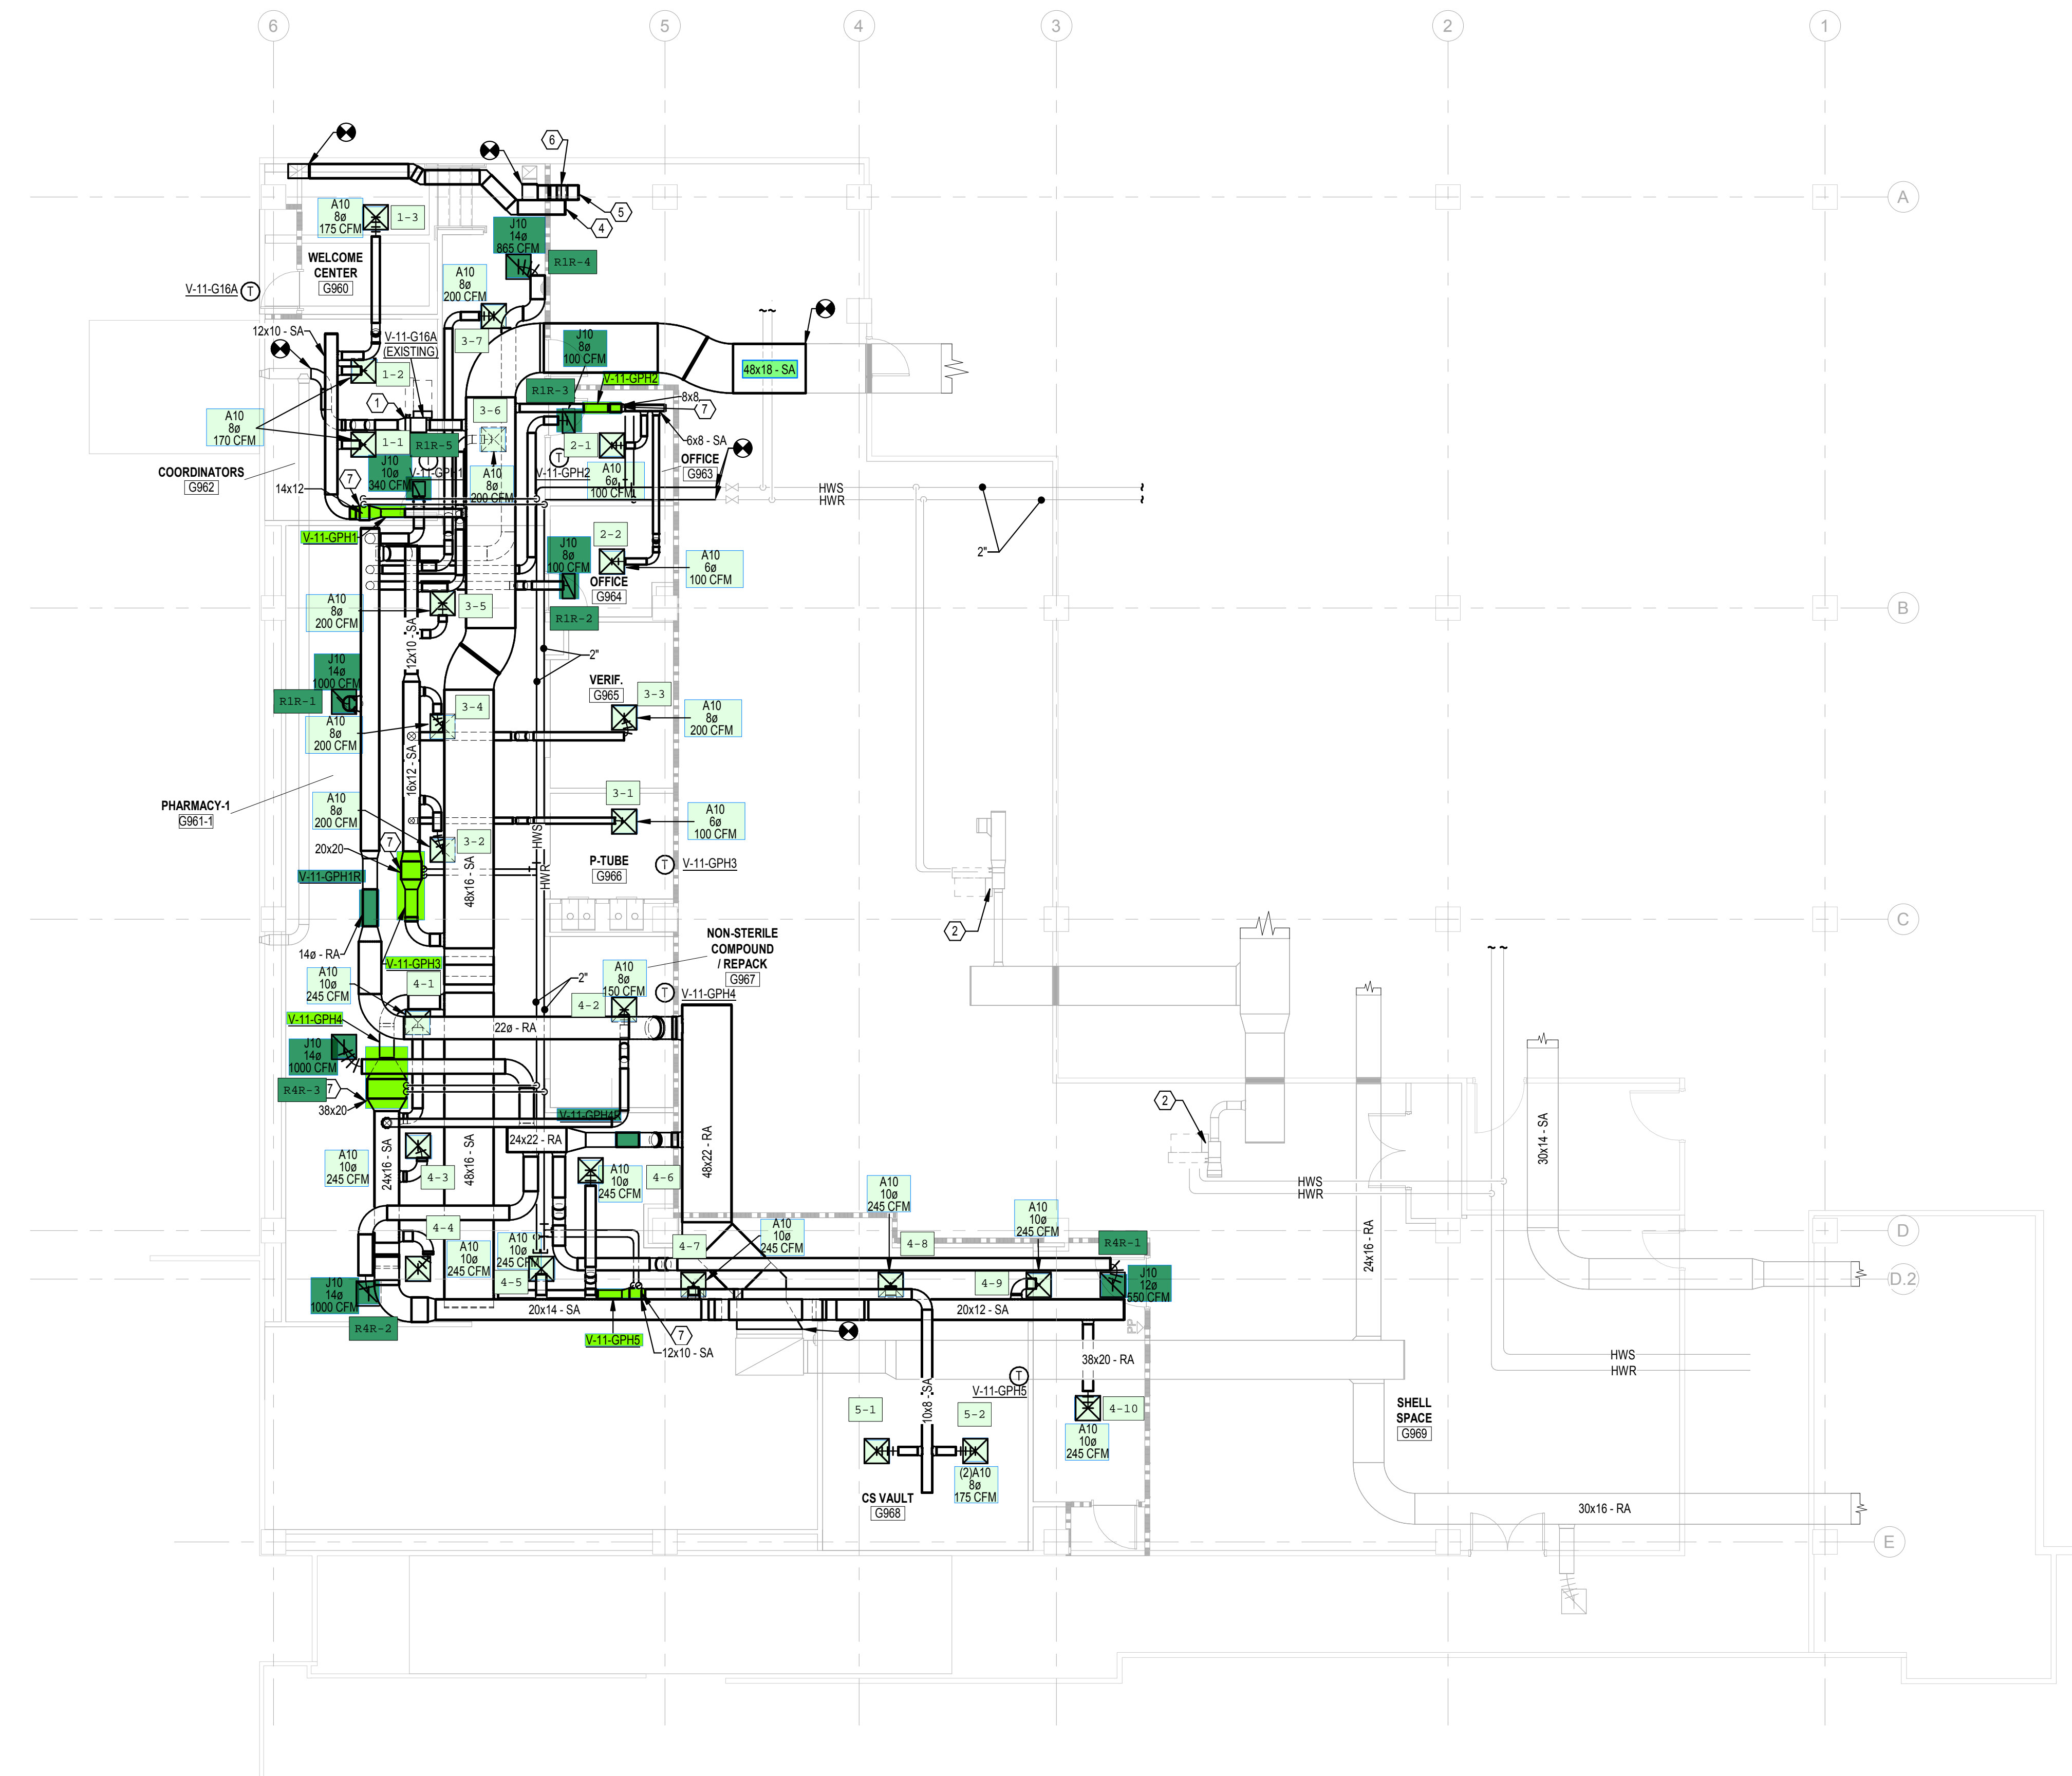 6
5
4
3
2
1
6
A10
8ø
175 CFM
1-3
A
5
4
J10
14ø
865 CFM
WELCOME
CENTER
G960
R1R-4
A10
8ø
200 CFM
V-11-G16A
T
12x10 - SA
V-11-G16A
(EXISTING)
3-7
J10
8ø
100 CFM
1-2
48x18 - SA
V-11-GPH2
R1R-3
8x8
7
1
3-6
A10
8ø
170 CFM
6x8 - SA
1-1
R1R-5
2-1
T
OFFICE
G963
COORDINATORS
G962
J10
10ø
340 CFM
T
V-11-GPH1
A10
8ø
200 CFM
V-11-GPH2
A10
6ø
100 CFM
7
14x12
HWS
HWR
V-11-GPH1
2-2
J10
8ø
100 CFM
2"
A10
6ø
100 CFM
OFFICE
G964
A10
8ø
200 CFM
3-5
B
R1R-2
12x10 - SA
2"
J10
14ø
1000 CFM
VERIF.
G965
3-3
R1R-1
3-4
A10
8ø
200 CFM
A10
8ø
200 CFM
16x12 - SA
3-1
PHARMACY-1
G961-1
A10
8ø
200 CFM
A10
6ø
100 CFM
7
3-2
20x20
HWS
P-TUBE
G966
T
V-11-GPH3
V-11-GPH1R
48x16 - SA
HWR
C
2
NON-STERILE
COMPOUND
/ REPACK
G967
14ø - RA
V-11-GPH3
A10
10ø
245 CFM
4-1
2"
A10
8ø
150 CFM
4-2
T
V-11-GPH4
V-11-GPH4
22ø - RA
J10
14ø
1000 CFM
R4R-3
7
38x20
V-11-GPH4R
2
24x22 - RA
30x14 - SA
A10
10ø
245 CFM
24x16 - SA
48x16 - SA
48x22 - RA
4-3
A10
10ø
245 CFM
4-6
A10
10ø
245 CFM
HWS
HWR
4-4
A10
10ø
245 CFM
A10
10ø
245 CFM
4-7
A10
10ø
245 CFM
4-8
A10
10ø
245 CFM
R4R-1
24x16 - RA
D
J10
14ø
1000 CFM
4-5
4-9
J10
12ø
550 CFM
D.2
20x14 - SA
20x12 - SA
R4R-2
V-11-GPH5
7
12x10 - SA
PP
38x20 - RA
HWS
HWR
T
V-11-GPH5
10x8 - SA
5-1
5-2
4-10
SHELL
SPACE
G969
A10
10ø
245 CFM
(2)A10
8ø
175 CFM
CS VAULT
G968
30x16 - RA
E